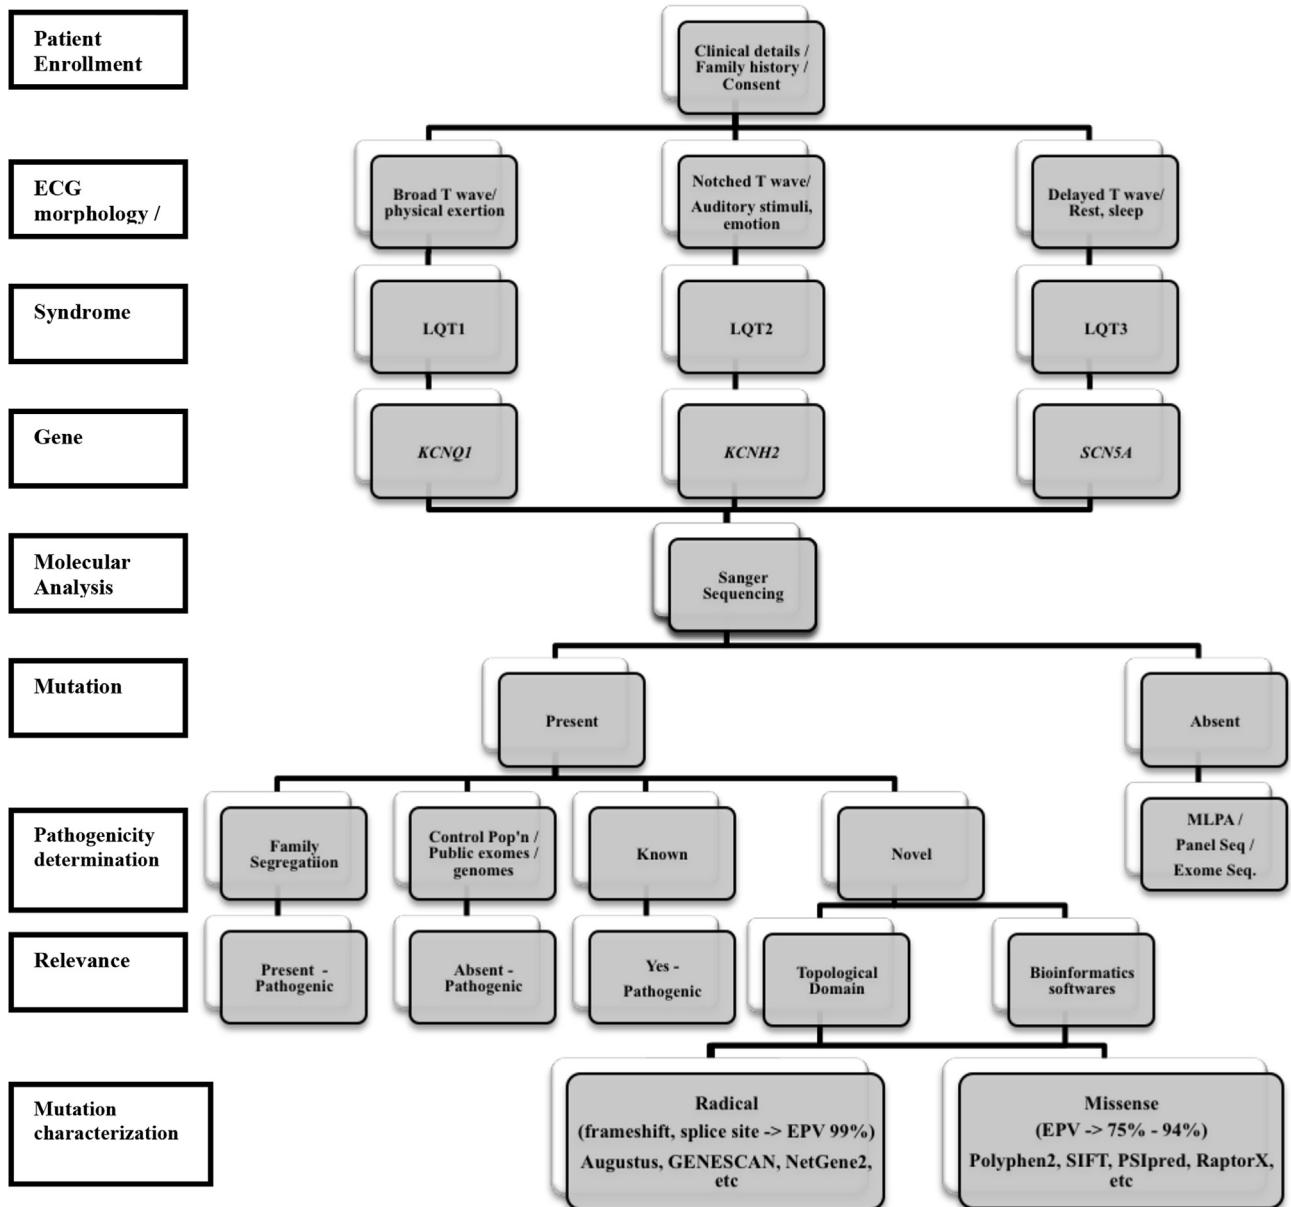 Patient
Enrollment
Clinical details /
Family history /
Consent
ECG
morphology /
Broad T wave/
physical exertion
Notched T wave/
Auditory stimuli,
emotion
Delayed T wave/
Rest, sleep
Syndrome
LQT1
LQT2
LQT3
Gene
KCNQ1
KCNH2
SCN5A
Molecular
Analysis
Sanger
Sequencing
Mutation
Present
Absent
Pathogenicity
determination
Family
Segregatiion
Control Pop'n /
Public exomes /
genomes
Known
Novel
MLPA /
Panel Seq /
Exome Seq.
Relevance
Present -
Pathogenic
Absent -
Pathogenic
Yes -
Pathogenic
Topological
Domain
Bioinformatics
softwares
Mutation
characterization
Radical
(frameshift, splice site -> EPV 99%)
Augustus, GENESCAN, NetGene2,
etc
Missense
(EPV -> 75% - 94%)
Polyphen2, SIFT, PSIpred, RaptorX,
etc